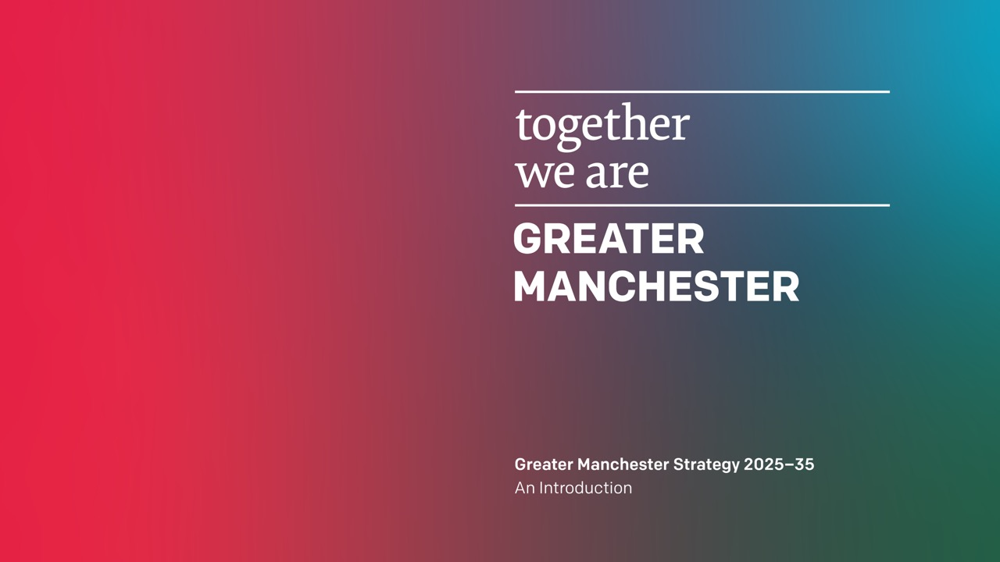 together
we are
GREATER
MANCHESTER
Greater Manchester Strategy 2025–35
An Introduction